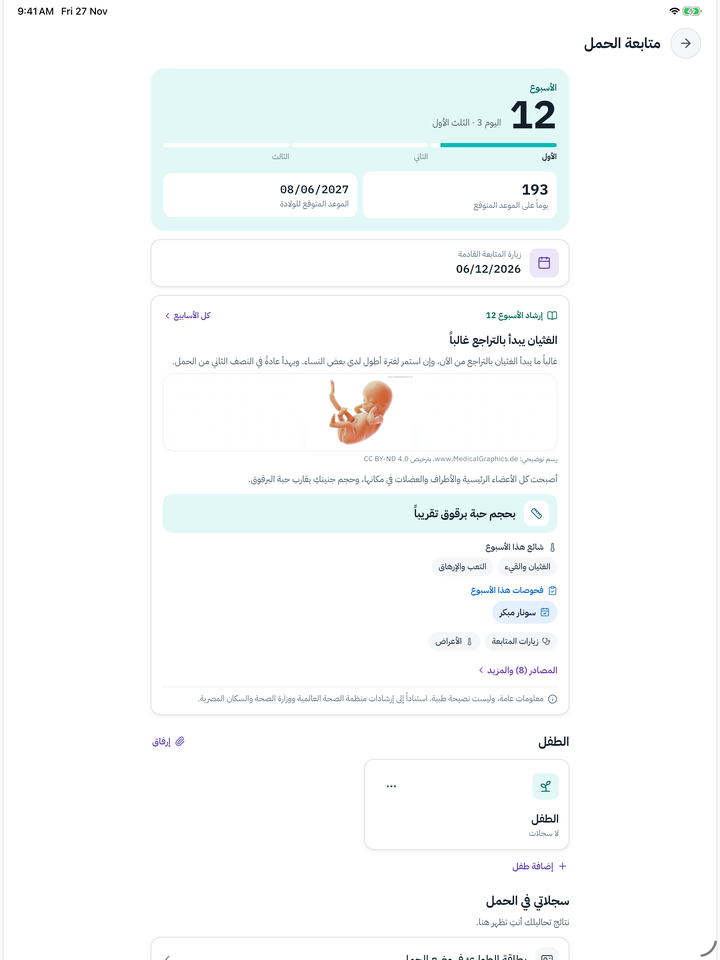 9:41 AM Fri 27 Nov
متابعة الحمل
الأسبوع
12
اليوم 3 · الثلث الأول
الأول
الثاني
الثالث
193
يوماً على الموعد المتوقع
08/06/2027
الموعد المتوقع للولادة
زيارة المتابعة القادمة
06/12/2026
إرشاد الأسبوع 12
كل الأسابيع
الغثيان يبدأ بالتراجع غالباً
غالباً ما يبدأ الغثيان بالتراجع من الآن، وإن استمر لفترة أطول لدى بعض النساء. ويهدأ عادةً في النصف الثاني من الحمل.
رسم توضيحي: www.MedicalGraphics.de، بترخيص CC BY-ND 4.0
أصبحت كل الأعضاء الرئيسية والأطراف والعضلات في مكانها، وحجم جنينكِ يقارب حبة البرقوق.
بحجم حبة برقوق تقريباً
شائع هذا الأسبوع
الغثيان والقيء
التعب والإرهاق
فحوصات هذا الأسبوع
سونار مبكر
زيارات المتابعة
الأعراض
المصادر (8) والمزيد
معلومات عامة، وليست نصيحة طبية. استناداً إلى إرشادات منظمة الصحة العالمية ووزارة الصحة والسكان المصرية.
الطفل
إرفاق
الطفل
لا سجلات
إضافة طفل
سجلاتي في الحمل
نتائج تحاليلك أنتِ تظهر هنا.